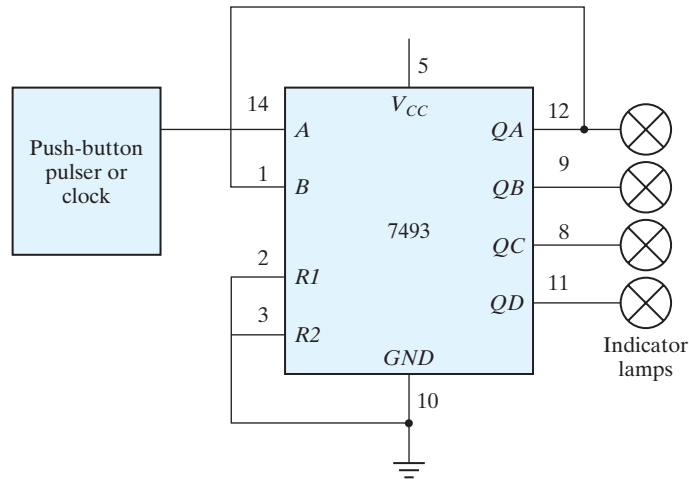 5
14
V_CC
12
A
QA
Push-button
pulser or
clock
9
1
B
QB
7493
8
QC
2
R1
11
QD
3
R2
Indicator
lamps
GND
10